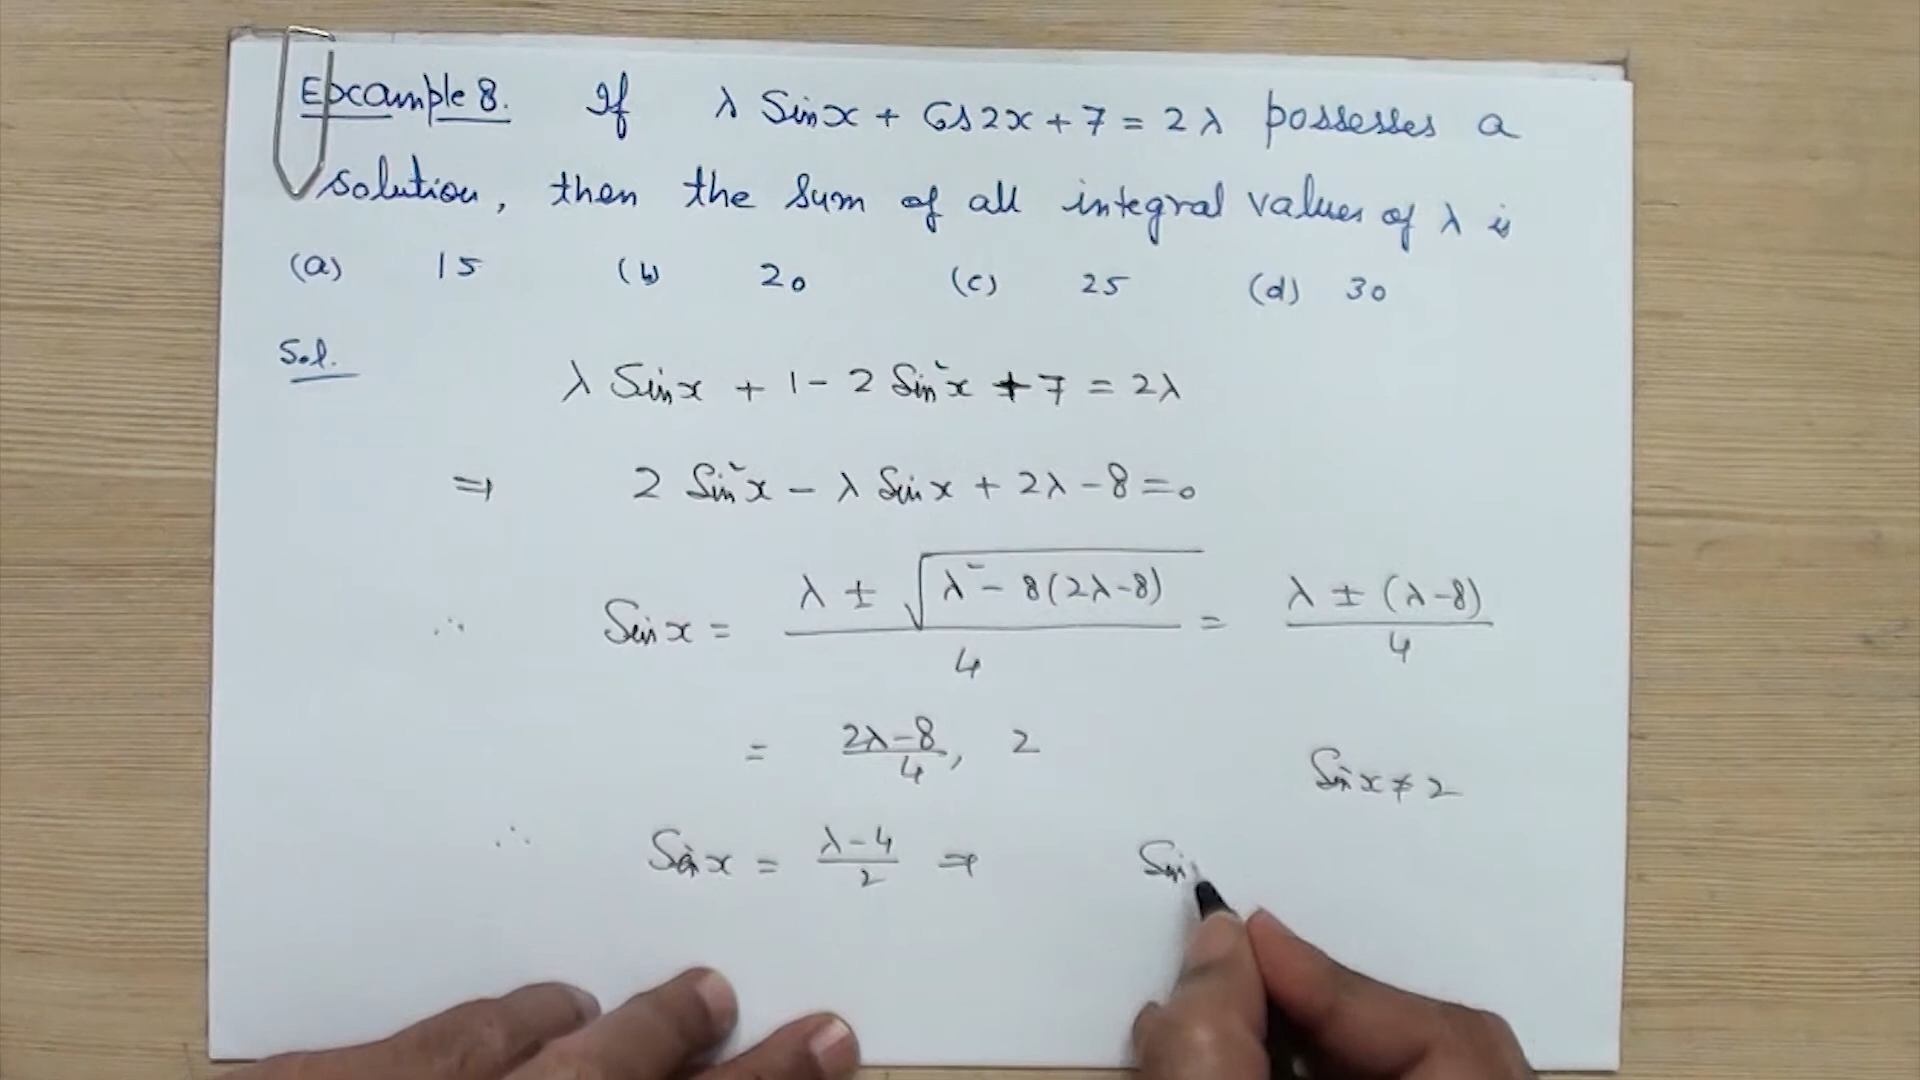 Example 8. If λ Sin x + Cos 2x + 7 = 2λ possesses a
solution, then the sum of all integral values of λ is
(a) 15 (b) 20 (c) 25 (d) 30
Sol.
λ Sin x + 1 - 2 Sin²x + 7 = 2λ
⇒ 2 Sin²x - λ Sin x + 2λ - 8 = 0
∴ Sin x = (λ ± √(λ² - 8(2λ-8)))/4 = (λ ± (λ-8))/4
= (2λ-8)/4, 2 Sin x ≠ 2
∴ Sin x = (λ-4)/2 ⇒ Sin